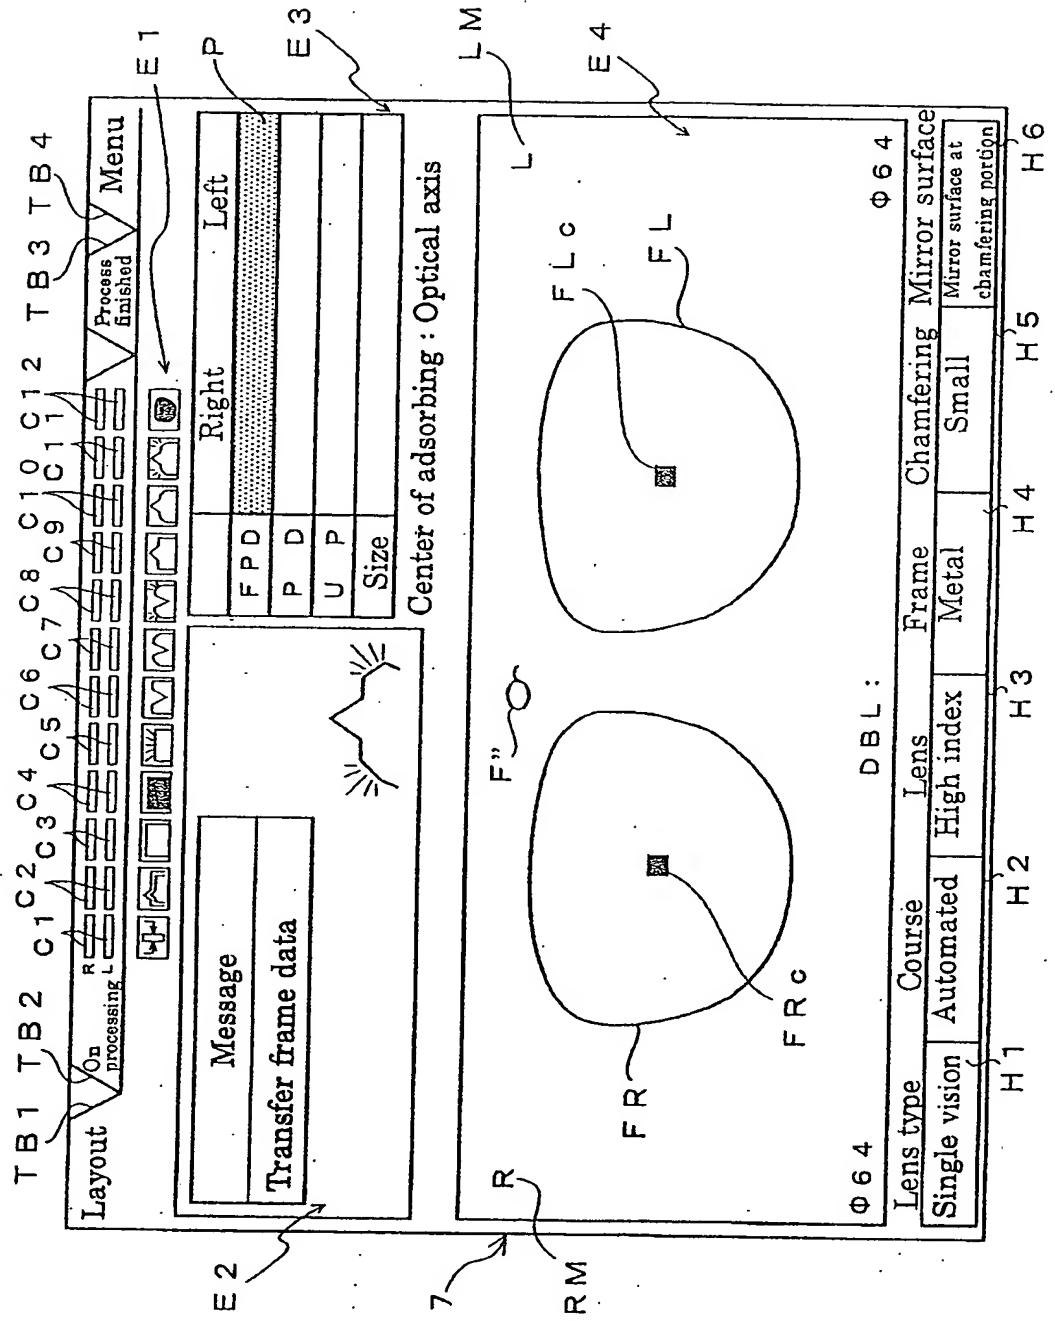 TB1 TB2 C1 C2 C3 C4 C5 C6 C7 C8 C9 C10 C11 C12 TB3 TB4
Layout
On processing
R
L
Process finished
Menu
E1
E2
Message
Transfer frame data
Right Left
FPD
PD
UP
Size
P
E3
Center of adsorbing : Optical axis
7
R
RM
F"
L
LM
FR
FRc
FLc
FL
E4
Φ64
DBL:
Φ64
Lens type Course Lens Frame Chamfering Mirror surface
Single vision Automated High index Metal Small Mirror surface at chamfering portion
H1 H2 H3 H4 H5 H6